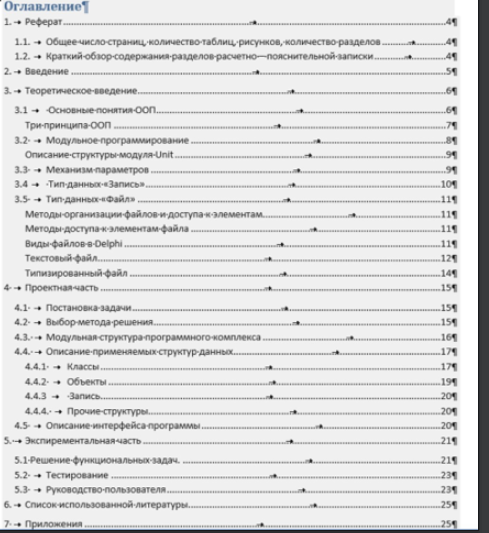 Оглавление¶
1. → Реферат → 4¶
1.1. → Общее·число·страниц,·количество·таблиц,·рисунков,·количество·разделов → 4¶
1.2. → Краткий·обзор·содержания·разделов·расчетно-–·пояснительной·записки → 4¶
2. → Введение → 5¶
3. → Теоретическое·введение → 6¶
3.1 → ·Основные·понятия·ООП → 6¶
Три·принципа·ООП → 7¶
3.2· → Модульное·программирование → 8¶
Описание·структуры·модуля·Unit → 9¶
3.3· → Механизм·параметров → 9¶
3.4 → ·Тип·данных·«Запись» → 10¶
3.5· → Тип·данных·«Файл» → 11¶
Методы·организации·файлов·и·доступа·к·элементам → 11¶
Методы·доступа·к·элементам·файла → 11¶
Виды·файлов·в·Delphi → 11¶
Текстовый·файл → 12¶
Типизированный·файл → 14¶
4· → Проектная·часть → 15¶
4.1· → Постановка·задачи → 15¶
4.2· → Выбор·метода·решения → 15¶
4.3.· → Модульная·структура·программного·комплекса → 16¶
4.4.· → Описание·применяемых·структур·данных → 17¶
4.4.1· → Классы → 17¶
4.4.2· → Объекты → 19¶
4.4.3 → ·Запись → 20¶
4.4.4.· → Прочие·структуры → 20¶
4.5· → Описание·интерфейса·программы → 20¶
5.· → Экспирементальная·часть → 21¶
5.1·Решение·функциональных·задач. → 21¶
5.2· → Тестирование → 23¶
5.3· → Руководство·пользователя → 23¶
6. → Список·использованной·литературы → 25¶
7· → Приложения → 25¶